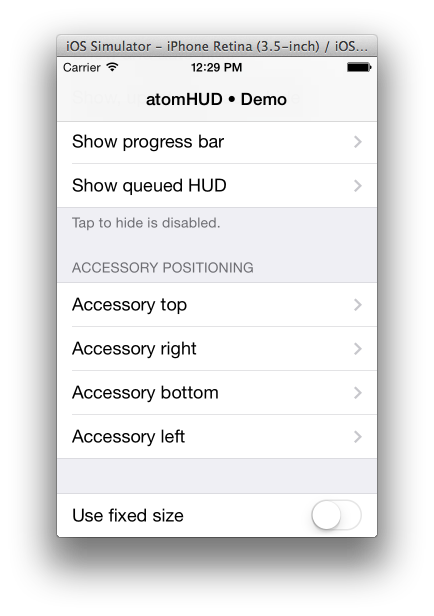 iOS Simulator – iPhone Retina (3.5-inch) / iOS...
Carrier 12:29 PM
atomHUD • Demo
Show progress bar
Show queued HUD
Tap to hide is disabled.
ACCESSORY POSITIONING
Accessory top
Accessory right
Accessory bottom
Accessory left
Use fixed size